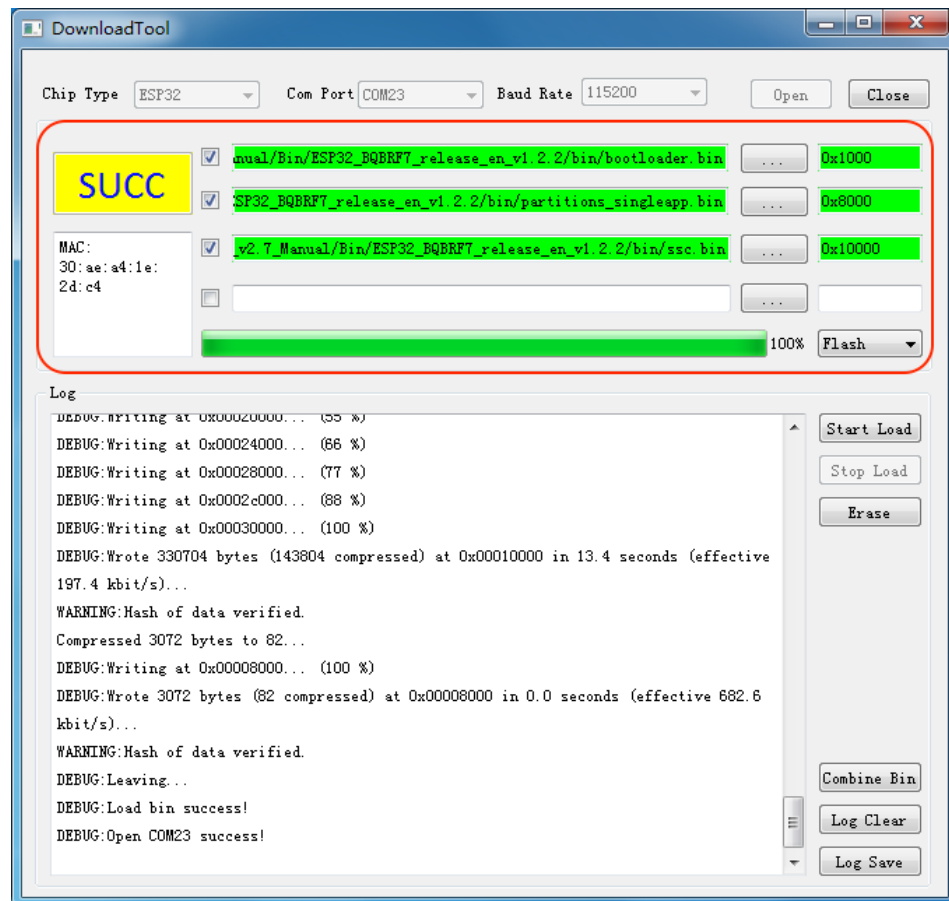 DownloadTool
Chip Type ESP32 Com Port COM23 Baud Rate 115200 Open Close
SUCC
nual/Bin/ESP32_BQBRF7_release_en_v1.2.2/bin/bootloader.bin ... 0x1000
ESP32_BQBRF7_release_en_v1.2.2/bin/partitions_singleapp.bin ... 0x8000
MAC:
30:ae:a4:1e:
2d:c4
_v2.7_Manual/Bin/ESP32_BQBRF7_release_en_v1.2.2/bin/ssc.bin ... 0x10000
...
100% Flash
Log
DEBUG:Writing at 0x00020000... (55 %)
DEBUG:Writing at 0x00024000... (66 %)
DEBUG:Writing at 0x00028000... (77 %)
DEBUG:Writing at 0x0002c000... (88 %)
DEBUG:Writing at 0x00030000... (100 %)
DEBUG:Wrote 330704 bytes (143804 compressed) at 0x00010000 in 13.4 seconds (effective
197.4 kbit/s)...
WARNING:Hash of data verified.
Compressed 3072 bytes to 82...
DEBUG:Writing at 0x00008000... (100 %)
DEBUG:Wrote 3072 bytes (82 compressed) at 0x00008000 in 0.0 seconds (effective 682.6
kbit/s)...
WARNING:Hash of data verified.
DEBUG:Leaving...
DEBUG:Load bin success!
DEBUG:Open COM23 success!
Start Load
Stop Load
Erase
Combine Bin
Log Clear
Log Save